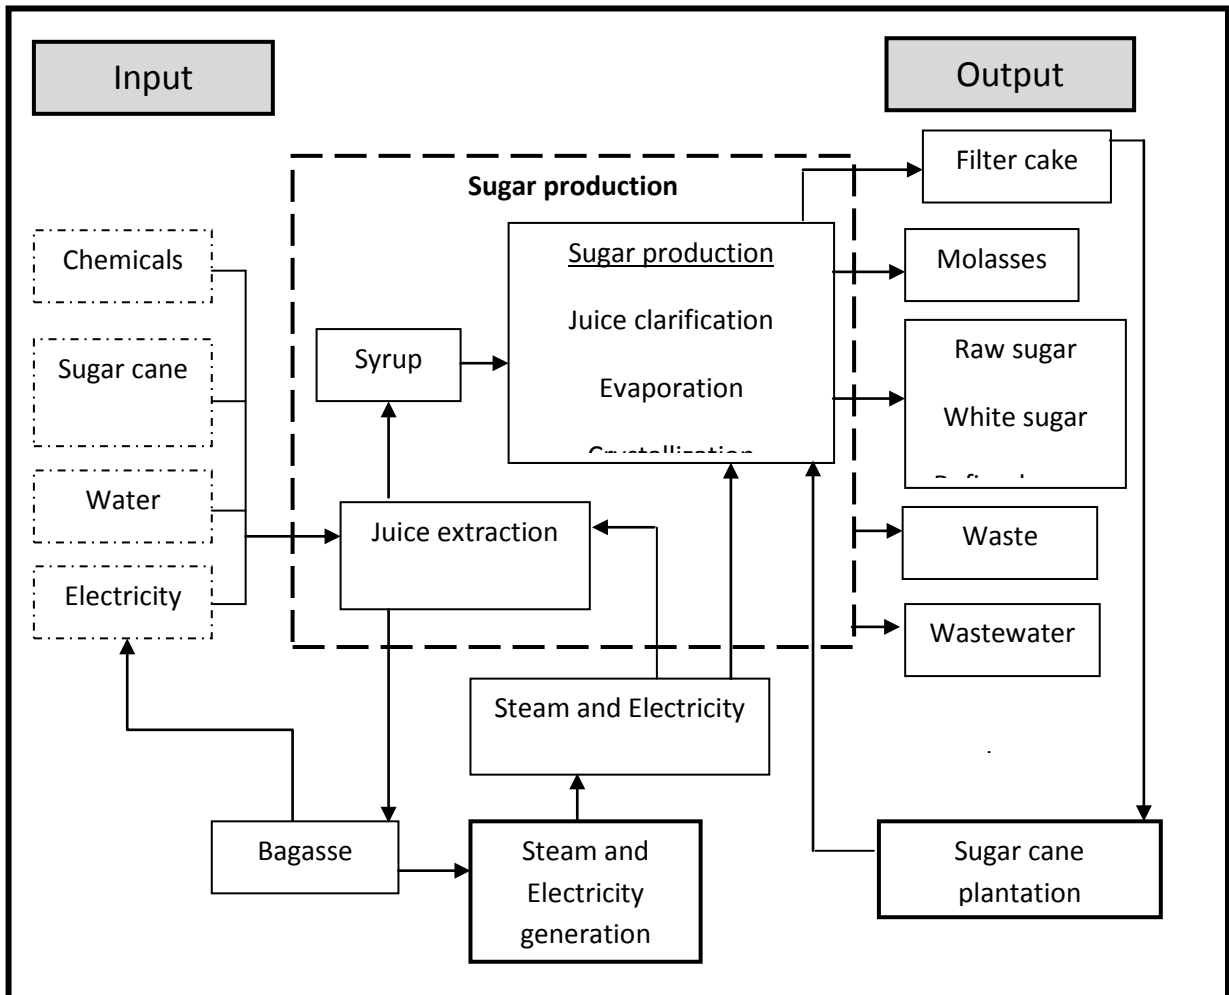 Input
Output
Filter cake
Sugar production
Chemicals
Sugar production
Molasses
Juice clarification
Syrup
Sugar cane
Raw sugar
Evaporation
White sugar
Crystallization
Water
Juice extraction
Waste
Electricity
Wastewater
Steam and Electricity
Bagasse
Steam and
Electricity
generation
Sugar cane
plantation